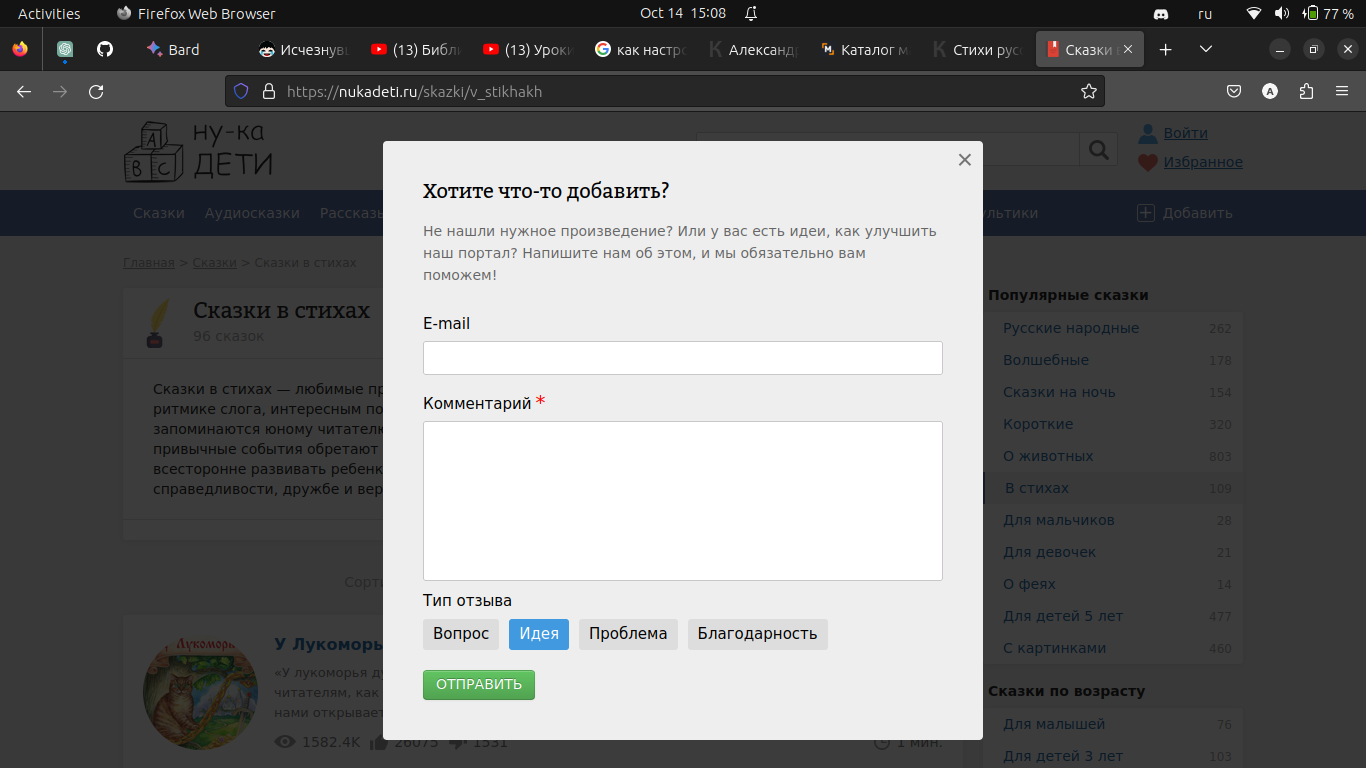 Activities
Firefox Web Browser
Oct 14 15:08
ru
77 %
Bard
Исчезнув
(13) Библи
(13) Уроки
как настро
Александ
Каталог м
Стихи рус
Сказки в
https://nukadeti.ru/skazki/v_stikhakh
A
ну-ка
ДЕТИ
A
B C
Войти
Избранное
Сказки
Аудиосказки
Рассказы
ультики
Добавить
Главная > Сказки > Сказки в стихах
Сказки в стихах
96 сказок
Сказки в стихах — любимые пр
ритмике слога, интересным по
запоминаются юному читателю
привычные события обретают
всесторонне развивать ребенк
справедливости, дружбе и вер
Сорти
Лукоморь
У Лукоморь
«У лукоморья ду
читателям, как
нами открывает
1582.4K
26075
1531
1 мин.
Хотите что-то добавить?
Не нашли нужное произведение? Или у вас есть идеи, как улучшить
наш портал? Напишите нам об этом, и мы обязательно вам
поможем!
E-mail
Комментарий *
Тип отзыва
Вопрос
Идея
Проблема
Благодарность
ОТПРАВИТЬ
Популярные сказки
Русские народные 262
Волшебные 178
Сказки на ночь 154
Короткие 320
О животных 803
В стихах 109
Для мальчиков 28
Для девочек 21
О феях 14
Для детей 5 лет 477
С картинками 460
Сказки по возрасту
Для малышей 76
Для детей 3 лет 103